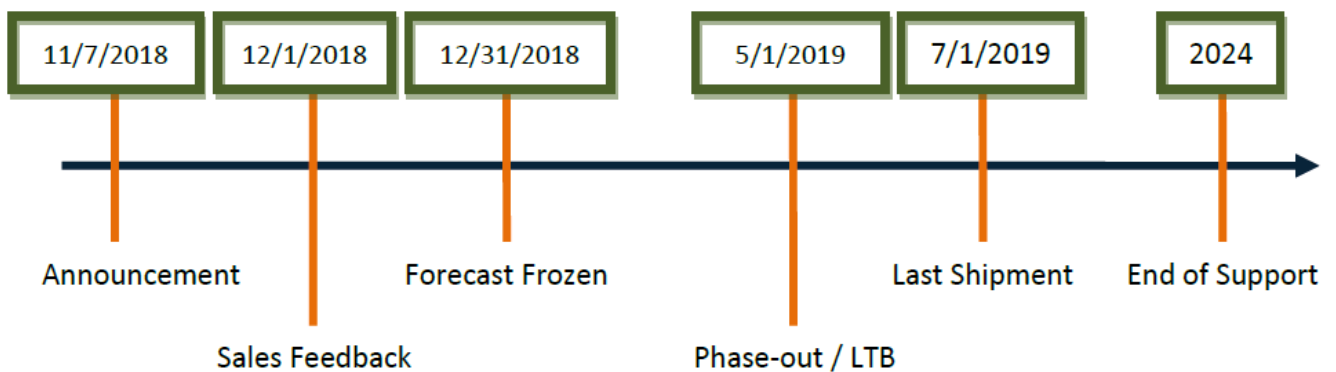 11/7/2018
12/1/2018
12/31/2018
5/1/2019
7/1/2019
2024
Announcement
Forecast Frozen
Last Shipment
End of Support
Sales Feedback
Phase-out / LTB